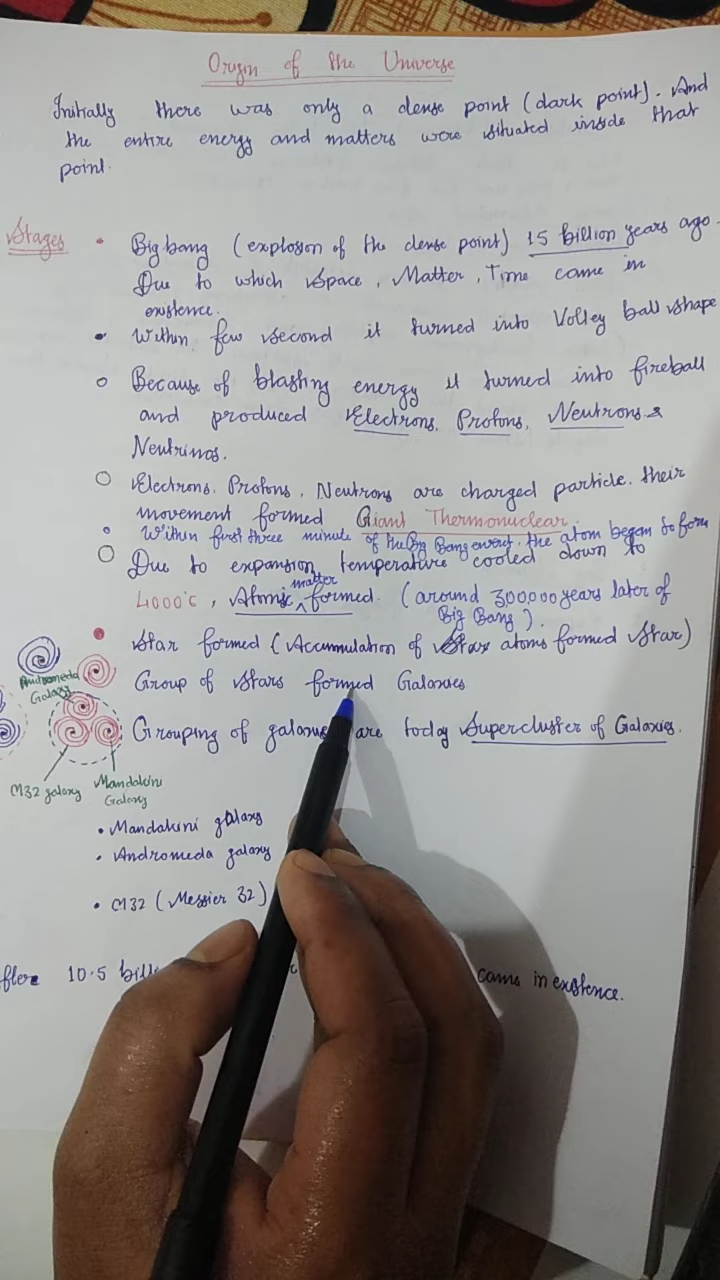 Origin of the Universe
Initially there was only a dense point (dark point). And
the entire energy and matters were situated inside that
point.
Stages
• Bigbang (explosion of the dense point) 15 billion years ago.
Due to which Space, Matter, Time came in
existence.
• Within few second it turned into Volley ball shape
Because of blasting energy it turned into fireball
and produced Electrons, Protons, Neutrons &
Neutrinos.
Electrons. Protons, Neutrons are charged particle. their
movement formed Giant Thermonuclear.
Within first three minute of the Big Bang event. the atom began to form
Due to expansion temperature cooled down to
4000°C, Atomic matter formed. (around 300,000 years later of
Big Bang).
• Star formed (Accumulation of atoms formed Star)
Group of Stars formed Galaxies
Grouping of galaxies are today Supercluster of Galaxies.
Andromeda
Galaxy
M32 galaxy
Mandakini
Galaxy
• Mandakini galaxy
• Andromeda galaxy
• M32 (Messier 32)
10.5 came in existence.